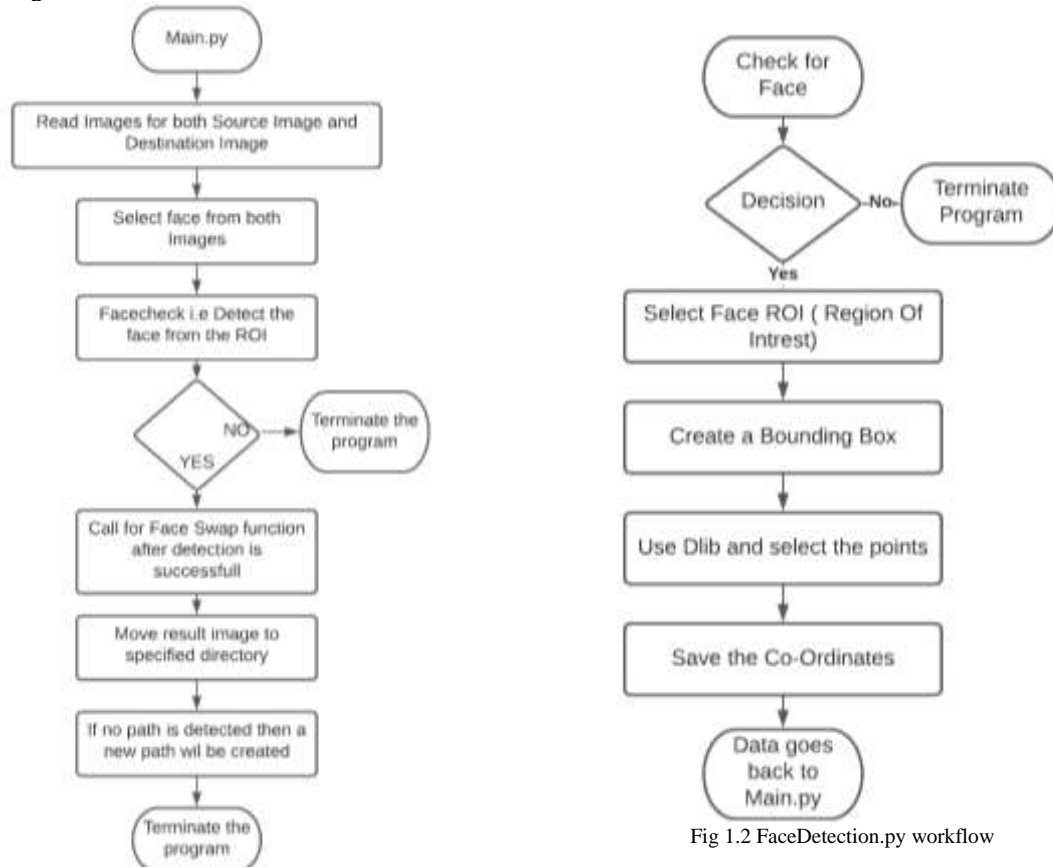 Main.py
Read Images for both Source Image and
Destination Image
Select face from both
Images
Facecheck i.e Detect the
face from the ROI
NO
YES
Terminate the
program
Call for Face Swap function
after detection is
successfull
Move result image to
specified directory
If no path is detected then a
new path wil be created
Terminate the
program
Check for
Face
Decision
No
Terminate
Program
Yes
Select Face ROI ( Region Of
Intrest)
Create a Bounding Box
Use Dlib and select the points
Save the Co-Ordinates
Data goes
back to
Main.py
Fig 1.2 FaceDetection.py workflow